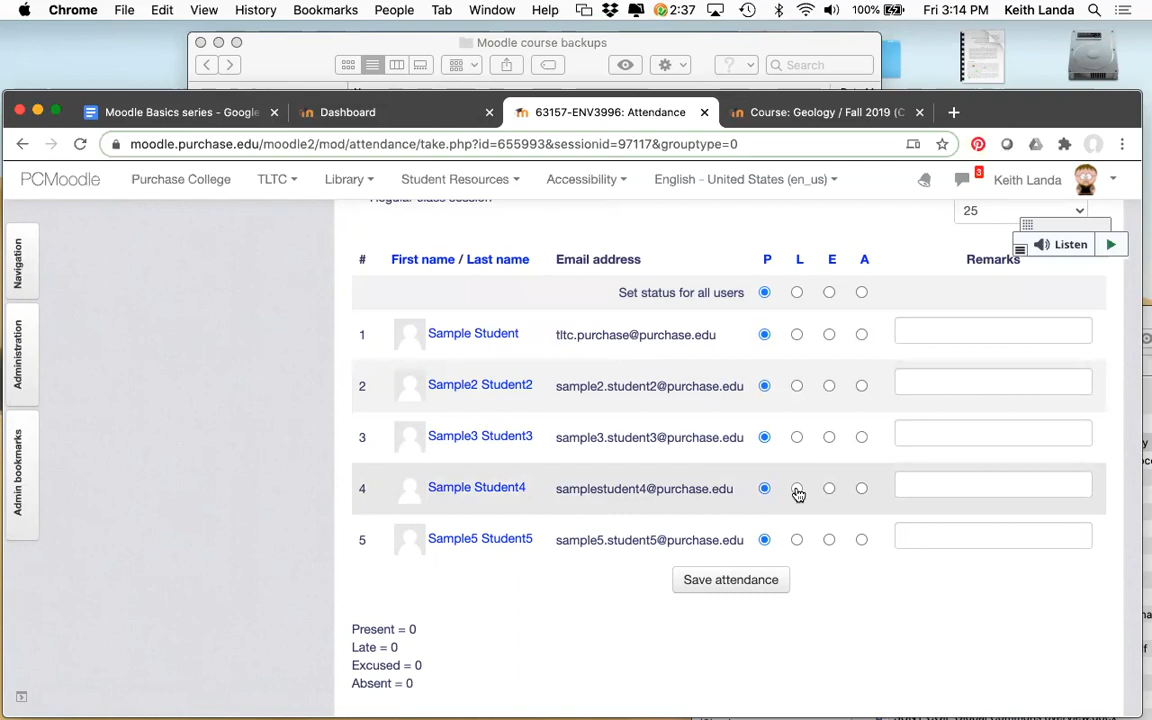 Chrome File Edit View History Bookmarks People Tab Window Help 2:37 100% Fri 3:14 PM Keith Landa
Moodle course backups
Search
Moodle Basics series - Google
Dashboard
63157-ENV3996: Attendance
Course: Geology / Fall 2019 (C
moodle.purchase.edu/moodle2/mod/attendance/take.php?id=655993&sessionid=97117&grouptype=0
PCMoodle Purchase College TLTC Library Student Resources Accessibility English - United States (en_us) 3 Keith Landa
Regular class session
25
Listen
Navigation
Administration
Admin bookmarks
# First name / Last name Email address P L E A Remarks
Set status for all users
1 Sample Student tltc.purchase@purchase.edu
2 Sample2 Student2 sample2.student2@purchase.edu
3 Sample3 Student3 sample3.student3@purchase.edu
4 Sample Student4 samplestudent4@purchase.edu
5 Sample5 Student5 sample5.student5@purchase.edu
Save attendance
Present = 0
Late = 0
Excused = 0
Absent = 0